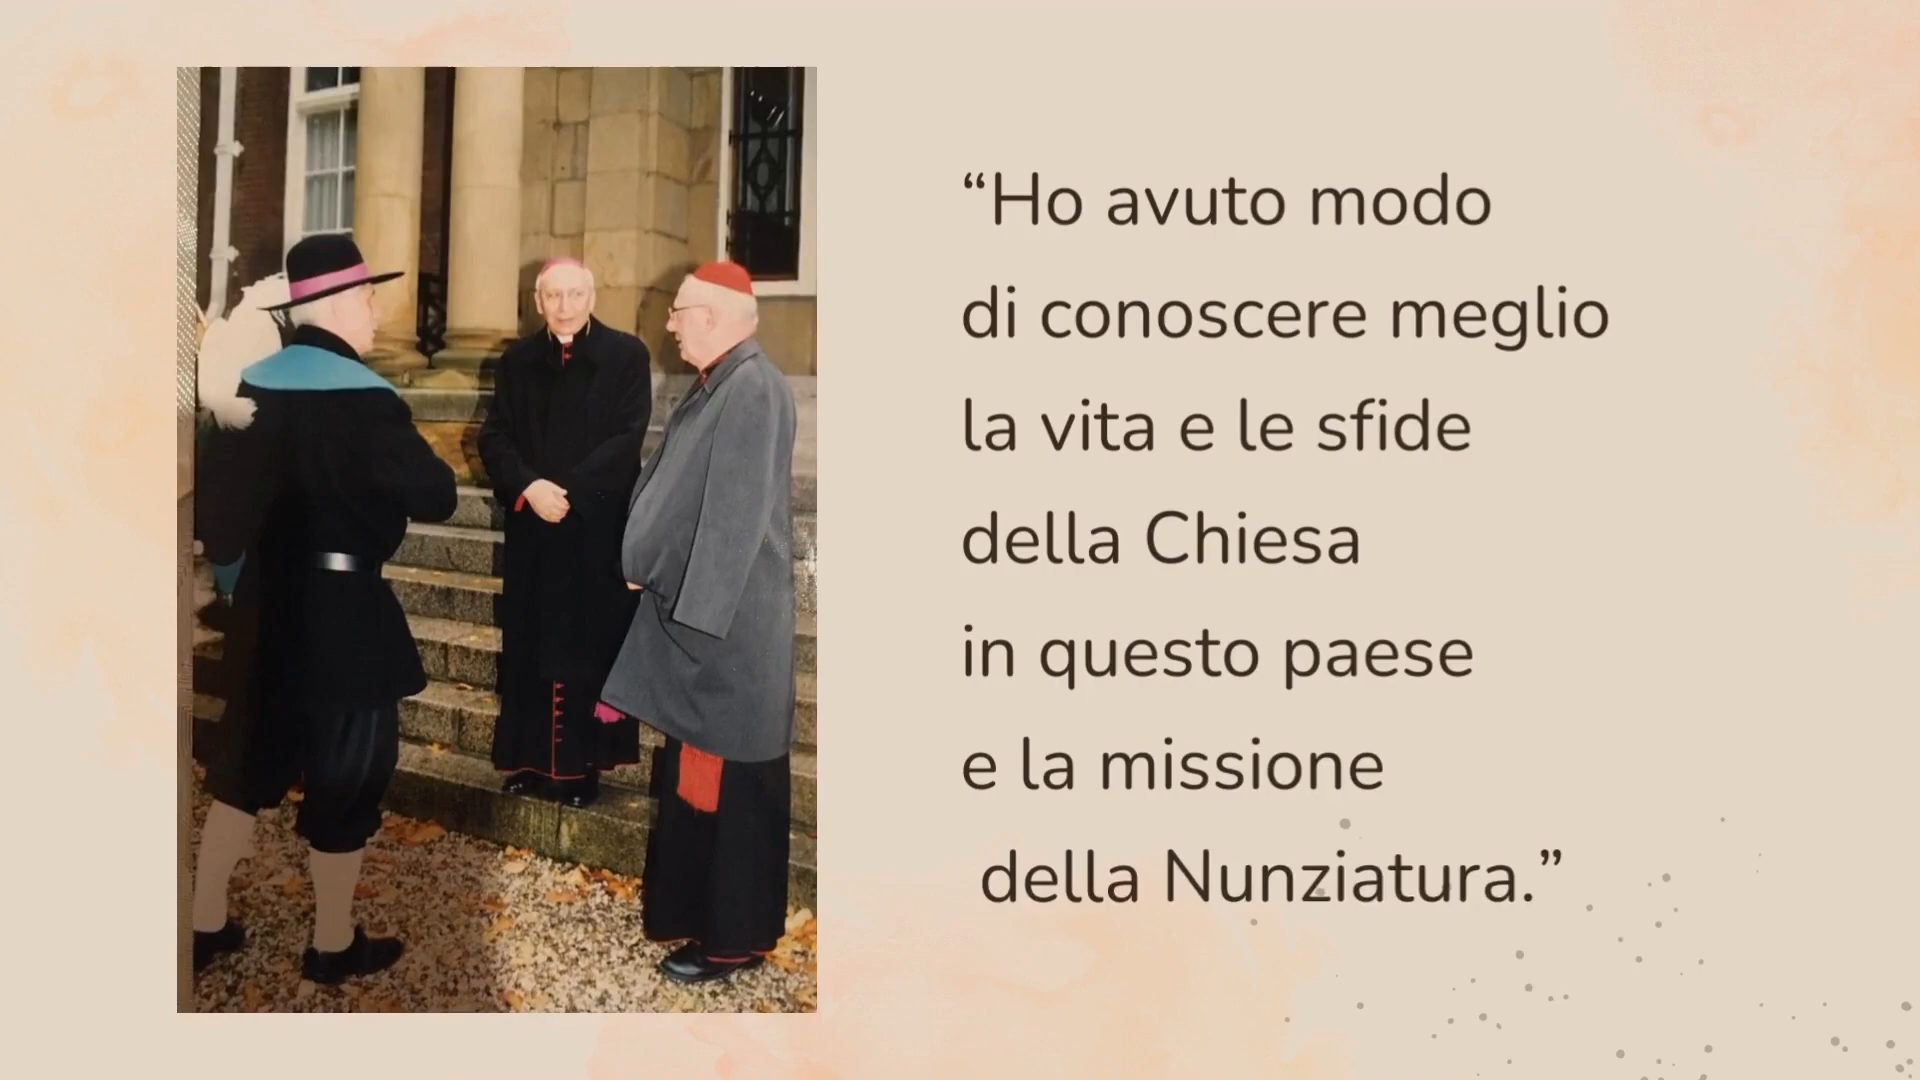 “Ho avuto modo
di conoscere meglio
la vita e le sfide
della Chiesa
in questo paese
e la missione
della Nunziatura.”